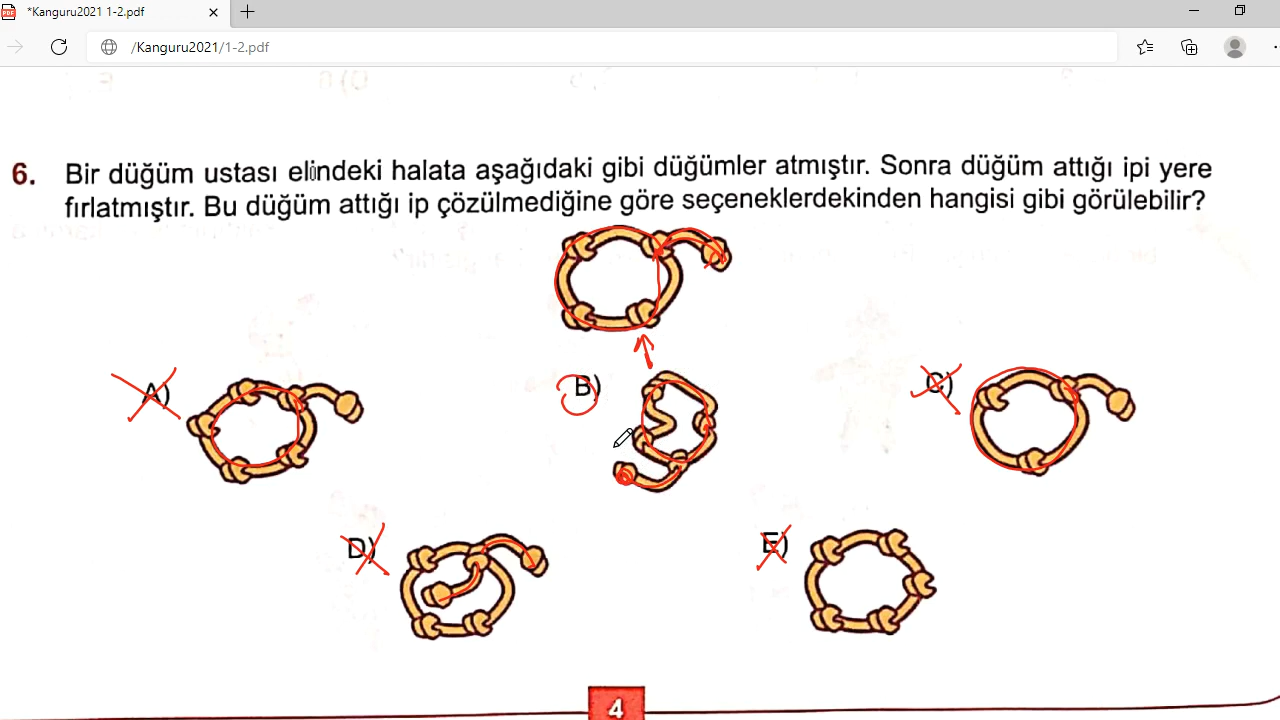 *Kanguru2021 1-2.pdf
/Kanguru2021/1-2.pdf
6. Bir düğüm ustası elindeki halata aşağıdaki gibi düğümler atmıştır. Sonra düğüm attığı ipi yere
fırlatmıştır. Bu düğüm attığı ip çözülmediğine göre seçeneklerdekinden hangisi gibi görülebilir?
A)
B)
C)
D)
E)
4